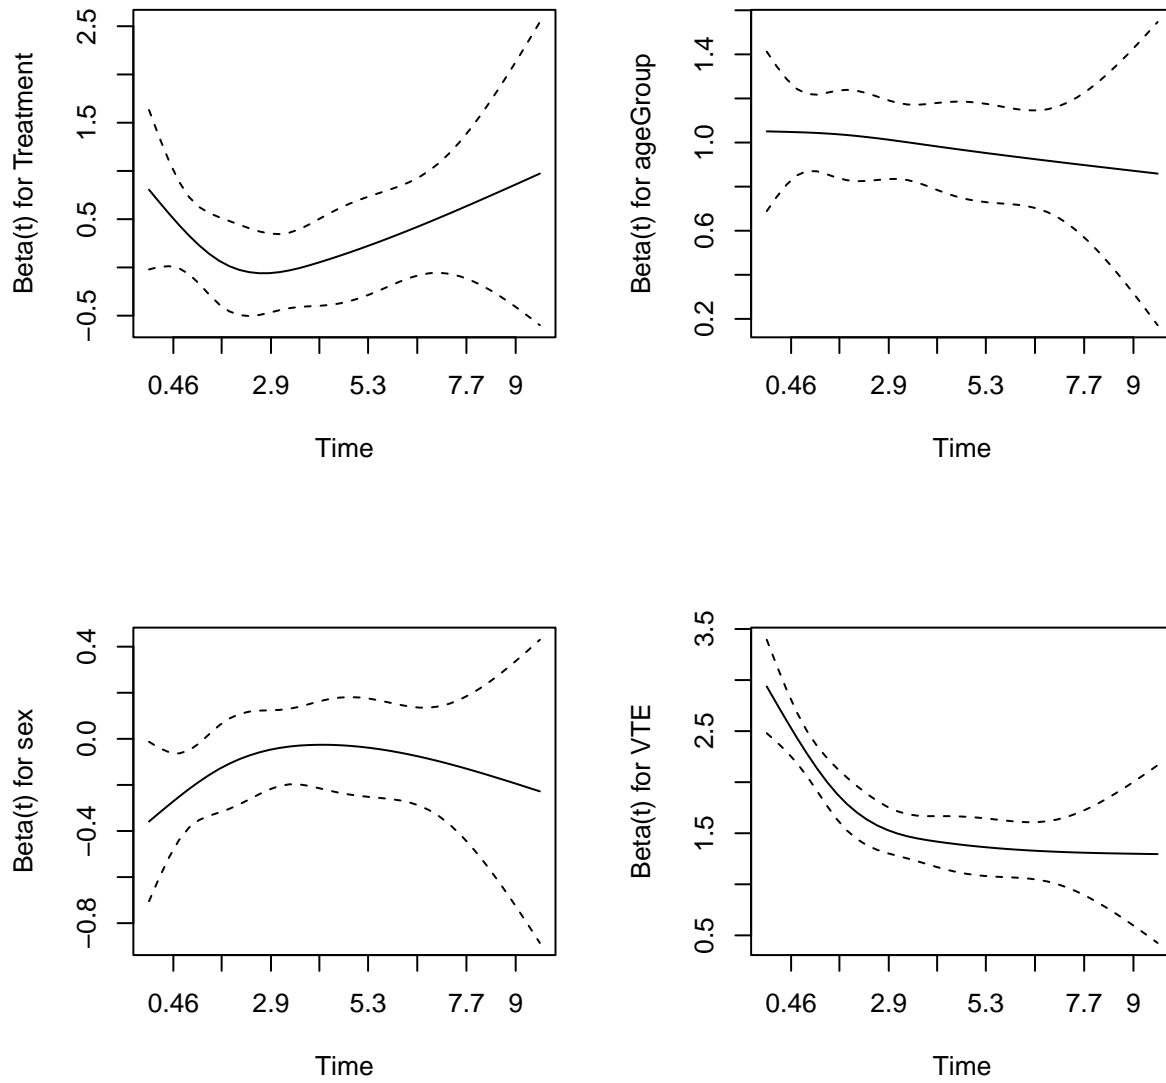 Beta(t) for Treatment
2.5
1.5
0.5
−0.5
0.46 2.9 5.3 7.7 9
Time
Beta(t) for ageGroup
1.4
1.0
0.6
0.2
0.46 2.9 5.3 7.7 9
Time
Beta(t) for sex
0.4
0.0
−0.4
−0.8
0.46 2.9 5.3 7.7 9
Time
Beta(t) for VTE
3.5
2.5
1.5
0.5
0.46 2.9 5.3 7.7 9
Time